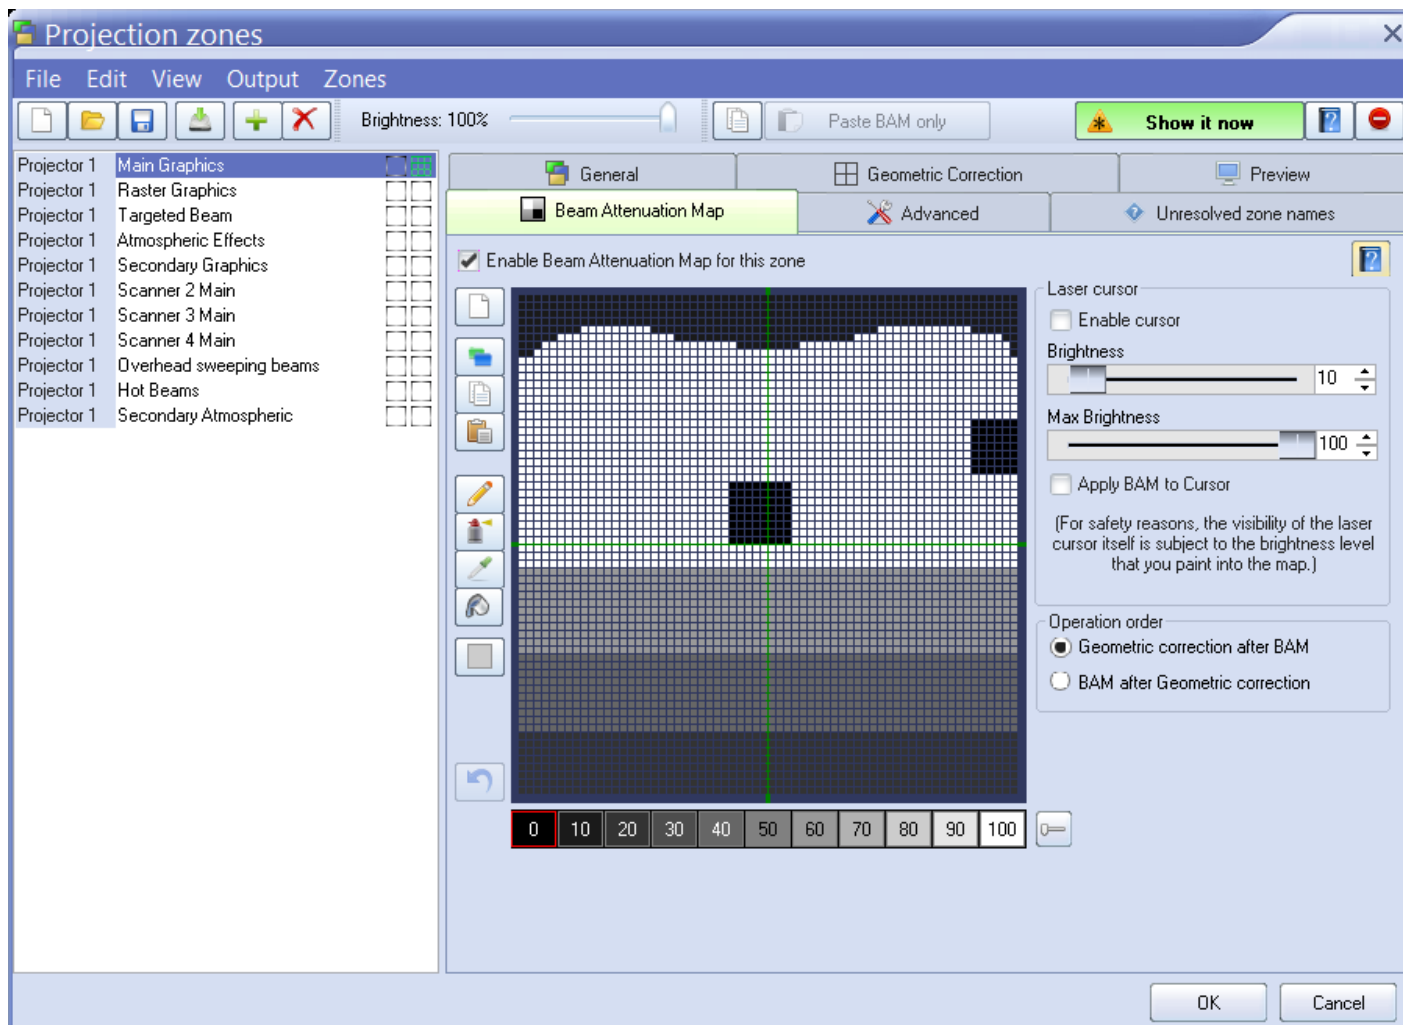 Projection zones
File Edit View Output Zones
Brightness: 100%
Paste BAM only
Show it now
Projector 1 Main Graphics
Projector 1 Raster Graphics
Projector 1 Targeted Beam
Projector 1 Atmospheric Effects
Projector 1 Secondary Graphics
Projector 1 Scanner 2 Main
Projector 1 Scanner 3 Main
Projector 1 Scanner 4 Main
Projector 1 Overhead sweeping beams
Projector 1 Hot Beams
Projector 1 Secondary Atmospheric
General
Geometric Correction
Preview
Beam Attenuation Map
Advanced
Unresolved zone names
Enable Beam Attenuation Map for this zone
Laser cursor
Enable cursor
Brightness
10
Max Brightness
100
Apply BAM to Cursor
(For safety reasons, the visibility of the laser
cursor itself is subject to the brightness level
that you paint into the map.)
Operation order
Geometric correction after BAM
BAM after Geometric correction
0 10 20 30 40 50 60 70 80 90 100
OK
Cancel